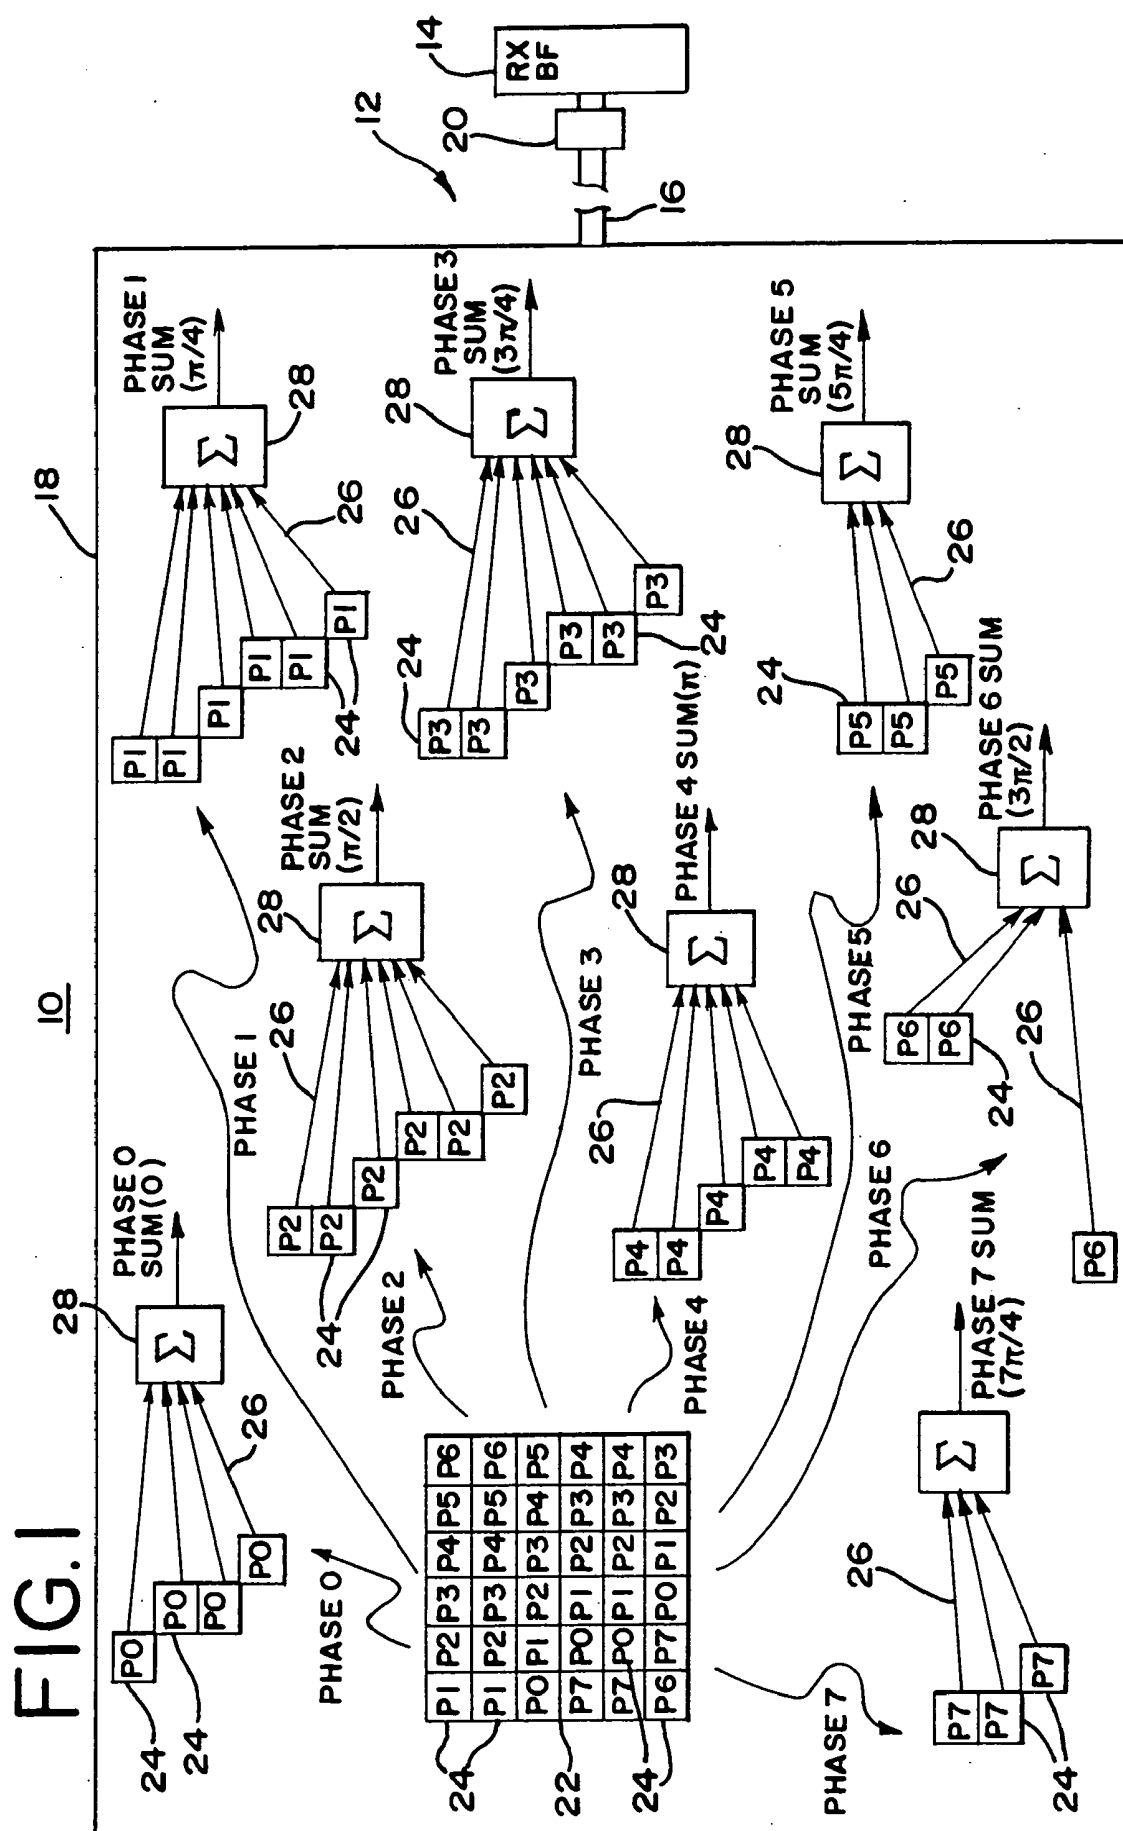 FIG.1
10
18
12
14
RX
BF
20
16
PHASE 0
SUM(0)
28
26
P0
P0
P0
P0
24
24
PHASE 0
PHASE 1
SUM
(π/4)
Σ
28
26
P1
P1
P1
P1
P1
P1
24
PHASE 1
Σ
PHASE 2
SUM
(π/2)
28
Σ
26
P2
P2
P2
P2
P2
P2
24
PHASE 2
PHASE 3
SUM
(3π/4)
28
Σ
26
24
P3
P3
P3
P3
P3
P3
24
PHASE 3
PHASE 4 SUM(π)
28
Σ
26
P4
P4
P4
P4
P4
PHASE 4
PHASE 5
SUM
(5π/4)
28
Σ
26
24
P5
P5
P5
PHASE 5
PHASE 6 SUM
(3π/2)
28
Σ
26
P6
P6
24
26
P6
PHASE 6
PHASE 7 SUM
(7π/4)
Σ
26
P7
P7
P7
24
PHASE 7
P1 P2 P3 P4 P5 P6
P1 P2 P3 P4 P5 P6
P0 P1 P2 P3 P4 P5
P7 P0 P1 P2 P3 P4
P7 P0 P1 P2 P3 P4
P6 P7 P0 P1 P2 P3
24
22
24